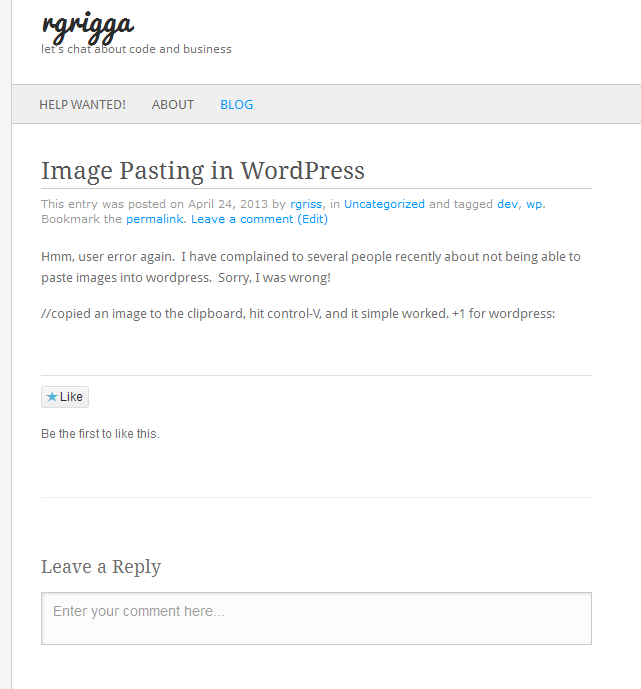 rgrigga
let's chat about code and business
HELP WANTED! ABOUT BLOG
Image Pasting in WordPress
This entry was posted on April 24, 2013 by rgriss, in Uncategorized and tagged dev, wp.
Bookmark the permalink. Leave a comment (Edit)
Hmm, user error again.  I have complained to several people recently about not being able to
paste images into wordpress.  Sorry, I was wrong!
//copied an image to the clipboard, hit control-V, and it simple worked. +1 for wordpress:
Like
Be the first to like this.
Leave a Reply
Enter your comment here...